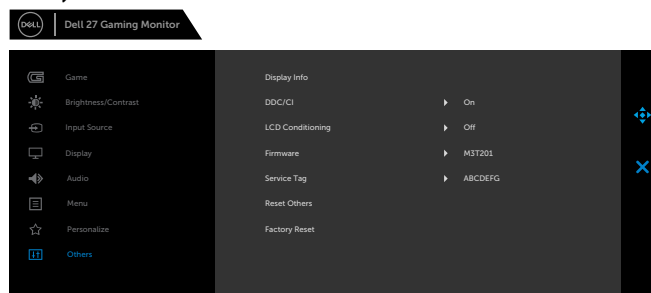 DELL Dell 27 Gaming Monitor
Game Display Info
Brightness/Contrast DDC/CI On
Input Source LCD Conditioning Off
Display Firmware M3T201
Audio Service Tag ABCDEFG
Menu Reset Others
Personalize Factory Reset
Others